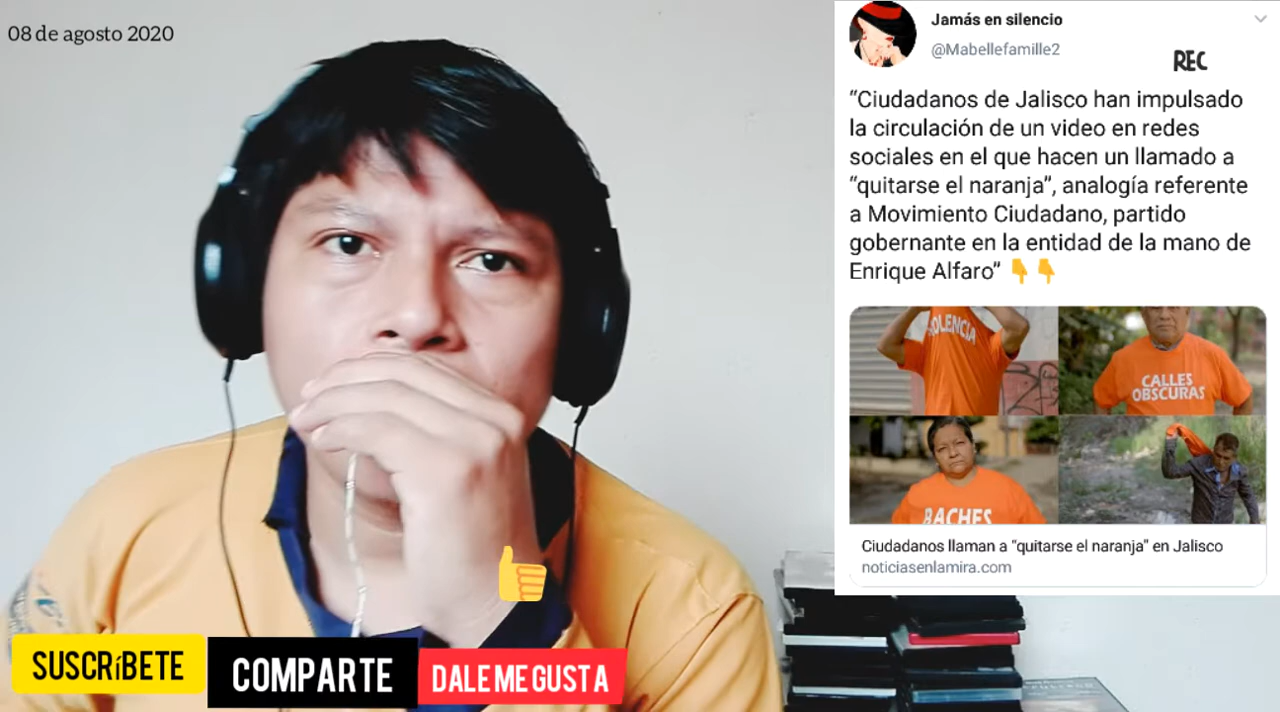 08 de agosto 2020
Jamás en silencio
@Mabellefamille2
REC
“Ciudadanos de Jalisco han impulsado
la circulación de un video en redes
sociales en el que hacen un llamado a
“quitarse el naranja”, analogía referente
a Movimiento Ciudadano, partido
gobernante en la entidad de la mano de
Enrique Alfaro” 👇👇
CALLES
OBSCURAS
BACHES
Ciudadanos llaman a “quitarse el naranja” en Jalisco
noticiasenlamira.com
SUSCRíBETE
COMPARTE
DALE ME GUSTA